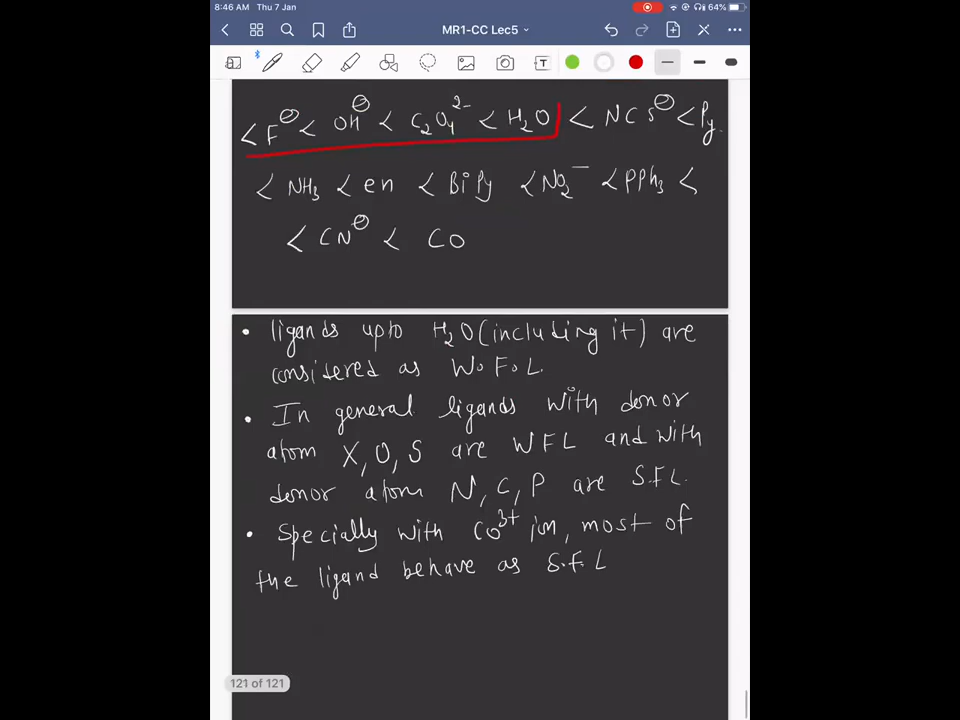 8:46 AM Thu 7 Jan
64%
MR1-CC Lec5
T
< F⊖ < OH⊖ < C₂O₄²⁻ < H₂O < NCS⊖ < Py
< NH₃ < en < BiPy < NO₂⁻ < PPh₃ <
< CN⊖ < CO
• ligands upto H₂O (including it) are
considered as W.F.L.
• In general ligands with donor
atom X, O, S are WFL and with
donor atom N, C, P are S.F.L.
• Specially with Co³⁺ ion, most of
the ligand behave as S.F.L
121 of 121